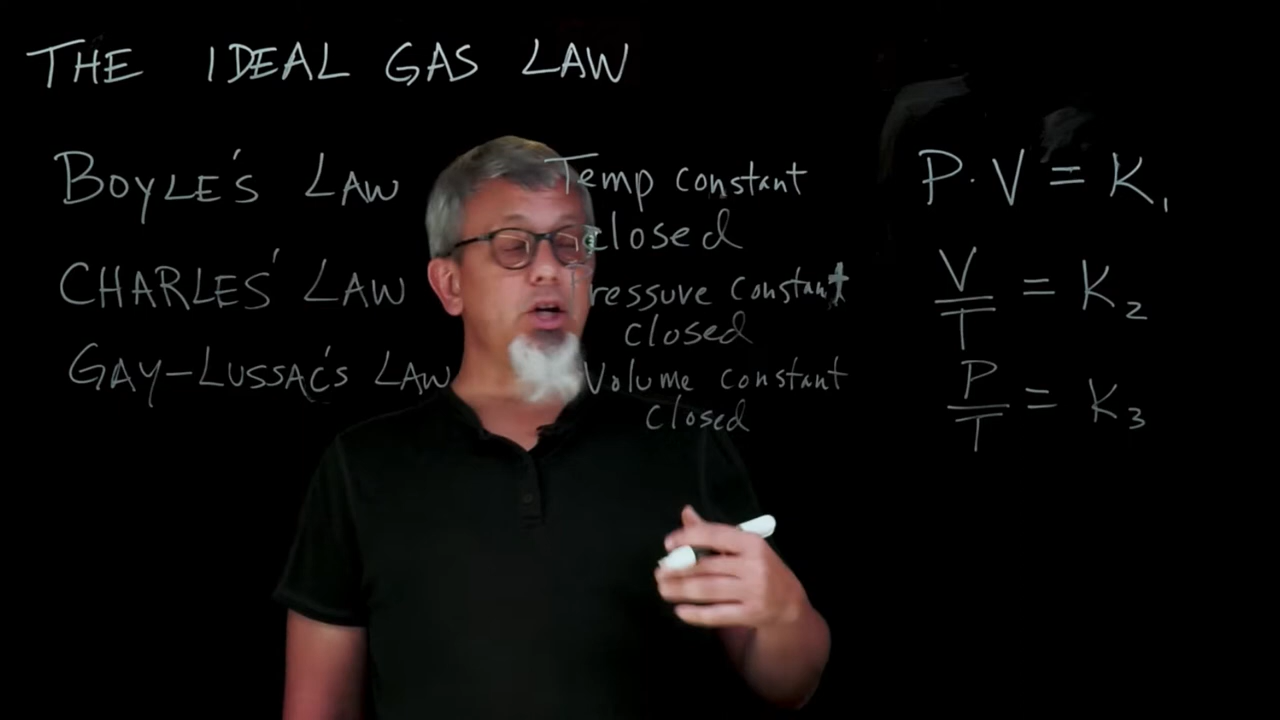 THE IDEAL GAS LAW
BOYLE'S LAW Temp constant P·V = K₁
closed
CHARLES' LAW Pressure constant V/T = K₂
closed
GAY-LUSSAC'S LAW Volume constant P/T = K₃
closed